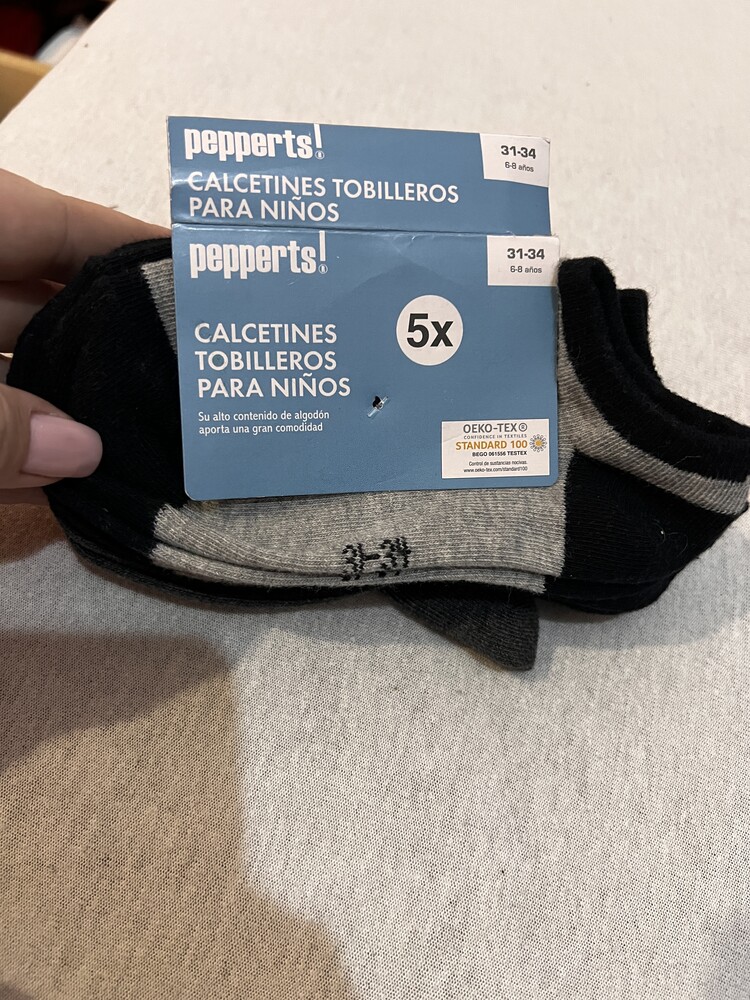 pepperts!®
31-34
6-8 años
CALCETINES TOBILLEROS
PARA NIÑOS
pepperts!®
31-34
6-8 años
5x
CALCETINES
TOBILLEROS
PARA NIÑOS
Su alto contenido de algodón
aporta una gran comodidad
OEKO-TEX®
CONFIDENCE IN TEXTILES
STANDARD 100
BEGO 061556 TESTEX
Control de sustancias nocivas.
www.oeko-tex.com/standard100
31-34